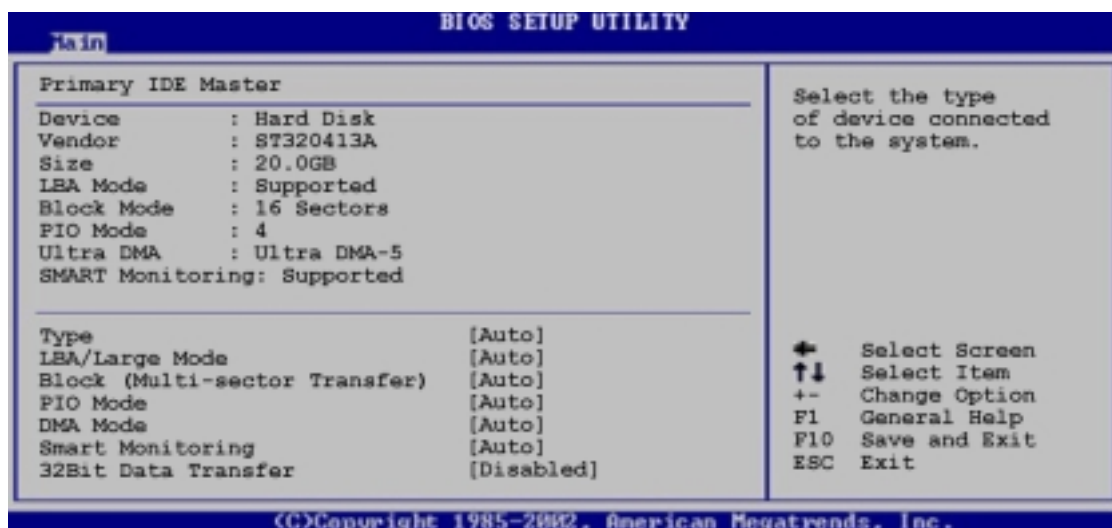 BIOS SETUP UTILITY
Main
Primary IDE Master
Device : Hard Disk
Vendor : ST320413A
Size : 20.0GB
LBA Mode : Supported
Block Mode : 16 Sectors
PIO Mode : 4
Ultra DMA : Ultra DMA-5
SMART Monitoring: Supported
Type [Auto]
LBA/Large Mode [Auto]
Block (Multi-sector Transfer) [Auto]
PIO Mode [Auto]
DMA Mode [Auto]
Smart Monitoring [Auto]
32Bit Data Transfer [Disabled]
Select the type
of device connected
to the system.
← Select Screen
↑↓ Select Item
+- Change Option
F1 General Help
F10 Save and Exit
ESC Exit
(C)Copyright 1985-2002, American Megatrends, Inc.